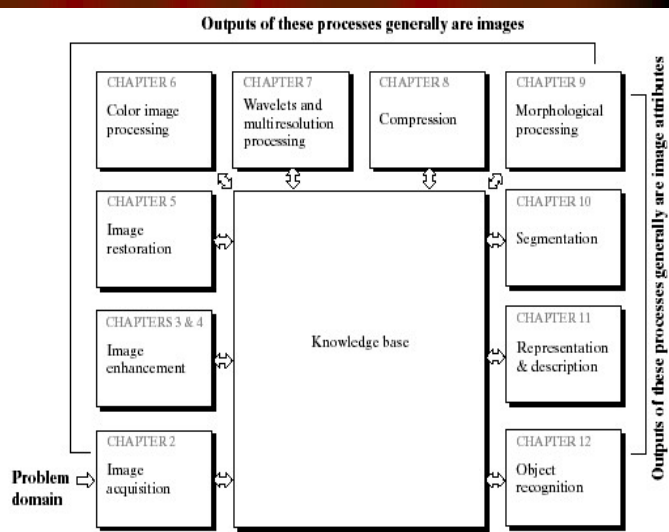 Outputs of these processes generally are images
CHAPTER 6
Color image
processing
CHAPTER 7
Wavelets and
multiresolution
processing
CHAPTER 8
Compression
CHAPTER 9
Morphological
processing
CHAPTER 5
Image
restoration
CHAPTERS 3 & 4
Image
enhancement
CHAPTER 2
Image
acquisition
Problem
domain
Knowledge base
CHAPTER 10
Segmentation
CHAPTER 11
Representation
& description
CHAPTER 12
Object
recognition
Outputs of these processes generally are image attributes